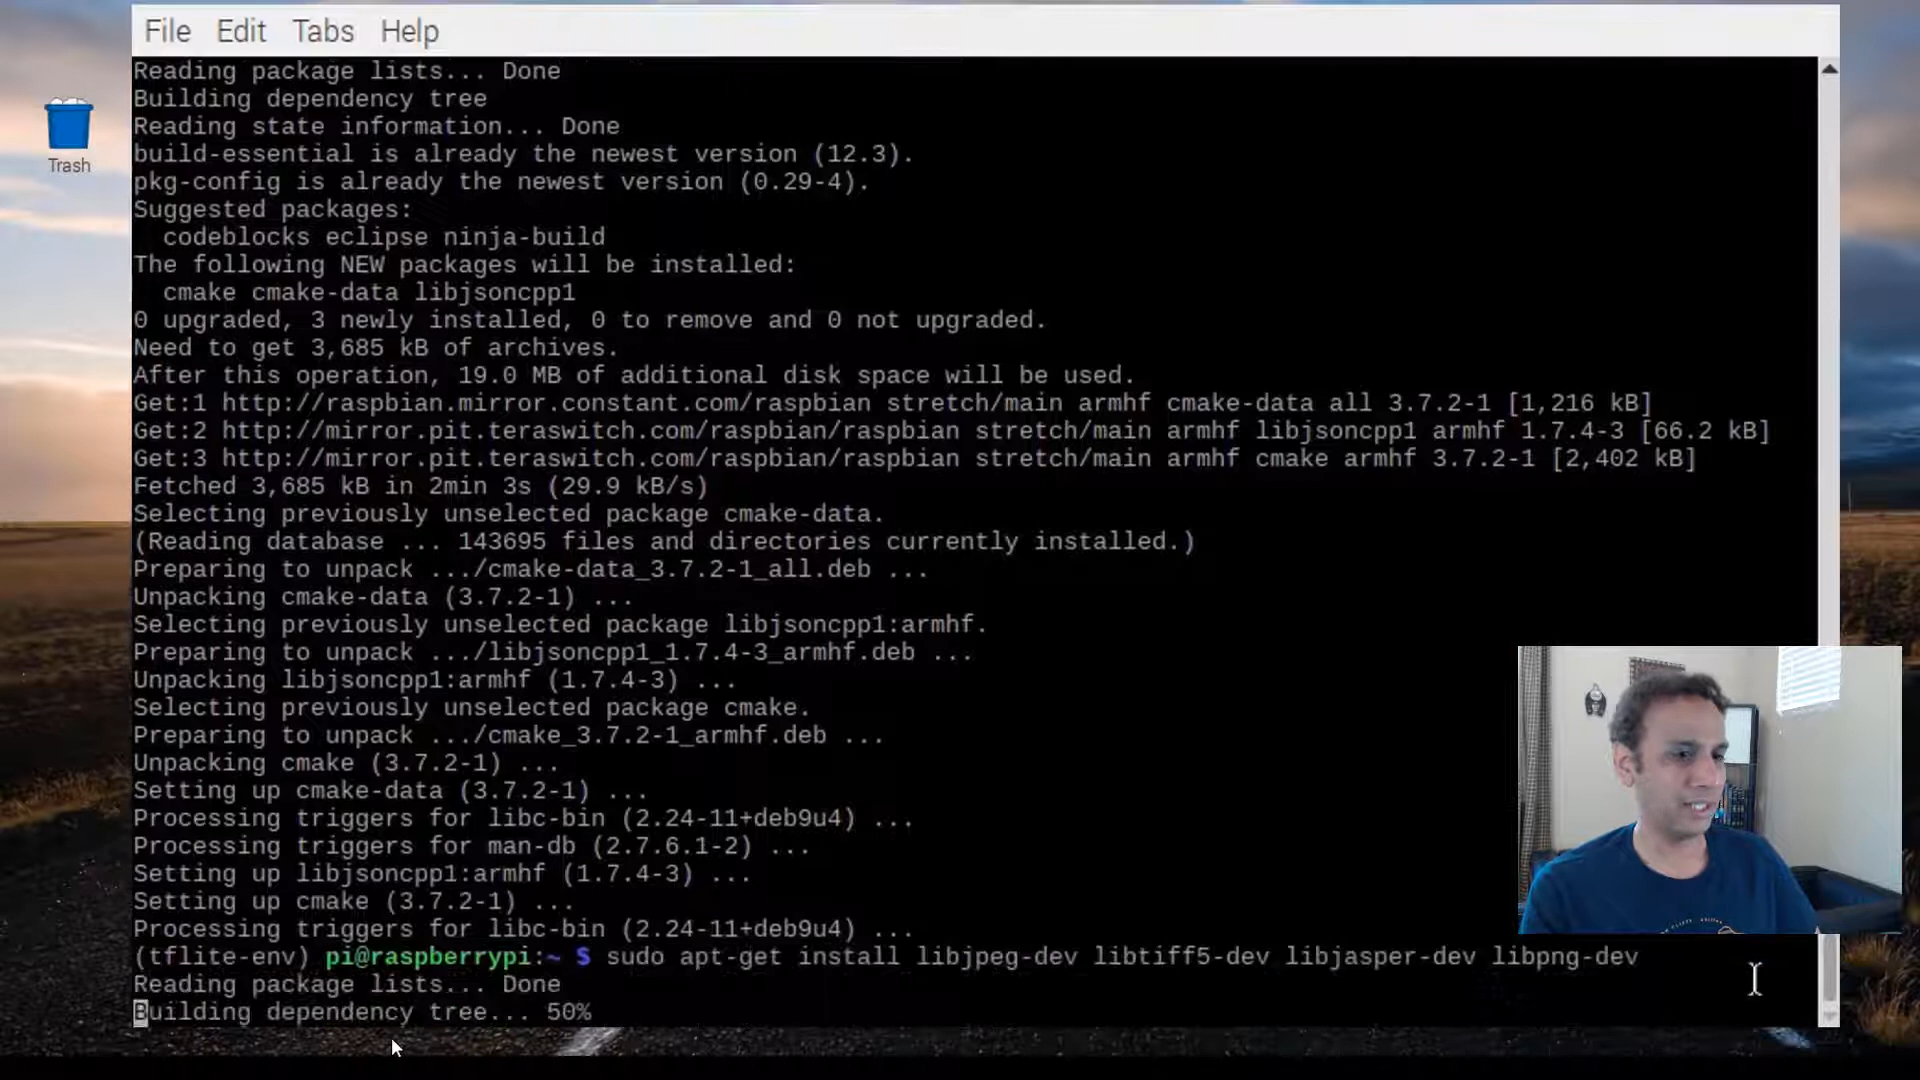 File Edit Tabs Help
Trash
Reading package lists... Done
Building dependency tree
Reading state information... Done
build-essential is already the newest version (12.3).
pkg-config is already the newest version (0.29-4).
Suggested packages:
  codeblocks eclipse ninja-build
The following NEW packages will be installed:
  cmake cmake-data libjsoncpp1
0 upgraded, 3 newly installed, 0 to remove and 0 not upgraded.
Need to get 3,685 kB of archives.
After this operation, 19.0 MB of additional disk space will be used.
Get:1 http://raspbian.mirror.constant.com/raspbian stretch/main armhf cmake-data all 3.7.2-1 [1,216 kB]
Get:2 http://mirror.pit.teraswitch.com/raspbian/raspbian stretch/main armhf libjsoncpp1 armhf 1.7.4-3 [66.2 kB]
Get:3 http://mirror.pit.teraswitch.com/raspbian/raspbian stretch/main armhf cmake armhf 3.7.2-1 [2,402 kB]
Fetched 3,685 kB in 2min 3s (29.9 kB/s)
Selecting previously unselected package cmake-data.
(Reading database ... 143695 files and directories currently installed.)
Preparing to unpack .../cmake-data_3.7.2-1_all.deb ...
Unpacking cmake-data (3.7.2-1) ...
Selecting previously unselected package libjsoncpp1:armhf.
Preparing to unpack .../libjsoncpp1_1.7.4-3_armhf.deb ...
Unpacking libjsoncpp1:armhf (1.7.4-3) ...
Selecting previously unselected package cmake.
Preparing to unpack .../cmake_3.7.2-1_armhf.deb ...
Unpacking cmake (3.7.2-1) ...
Setting up cmake-data (3.7.2-1) ...
Processing triggers for libc-bin (2.24-11+deb9u4) ...
Processing triggers for man-db (2.7.6.1-2) ...
Setting up libjsoncpp1:armhf (1.7.4-3) ...
Setting up cmake (3.7.2-1) ...
Processing triggers for libc-bin (2.24-11+deb9u4) ...
(tflite-env) pi@raspberrypi:~ $ sudo apt-get install libjpeg-dev libtiff5-dev libjasper-dev libpng-dev
Reading package lists... Done
Building dependency tree... 50%